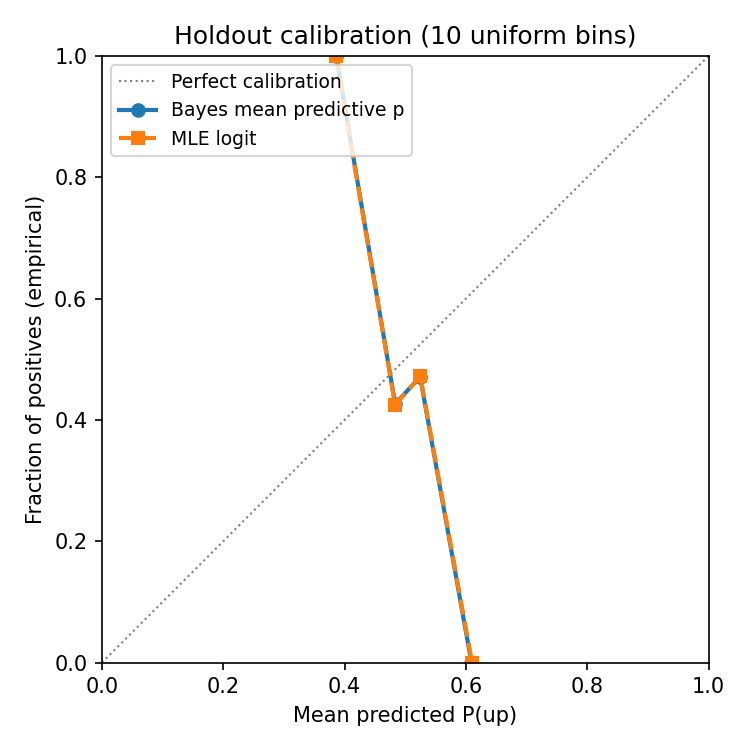 Holdout calibration (10 uniform bins)
Perfect calibration
Bayes mean predictive p
MLE logit
Fraction of positives (empirical)
1.0
0.8
0.6
0.4
0.2
0.0
0.0 0.2 0.4 0.6 0.8 1.0
Mean predicted P(up)